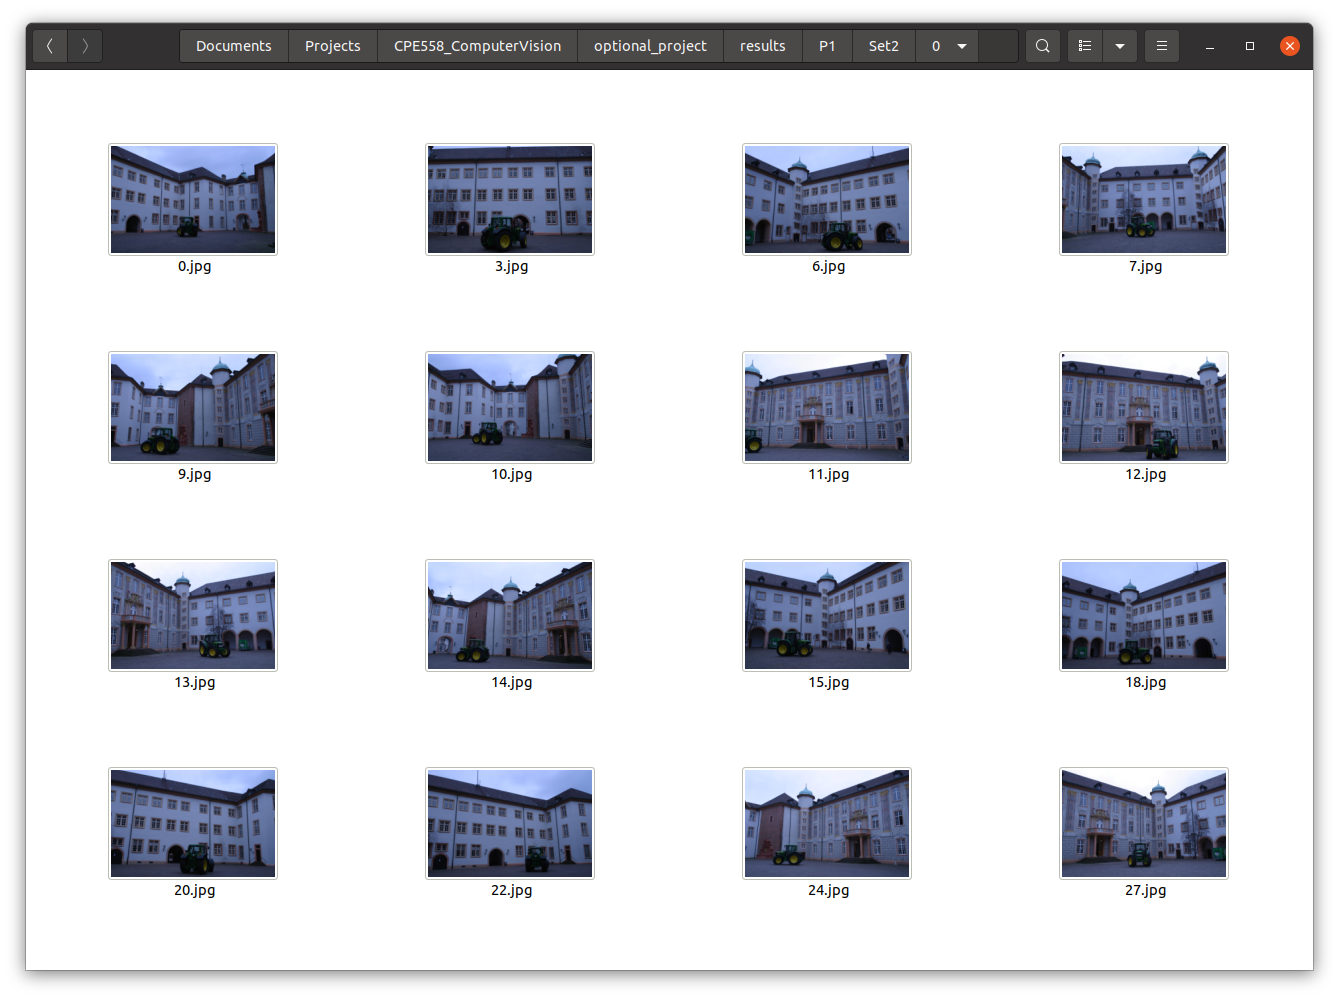 Documents Projects CPE558_ComputerVision optional_project results P1 Set2 0
0.jpg 3.jpg 6.jpg 7.jpg
9.jpg 10.jpg 11.jpg 12.jpg
13.jpg 14.jpg 15.jpg 18.jpg
20.jpg 22.jpg 24.jpg 27.jpg